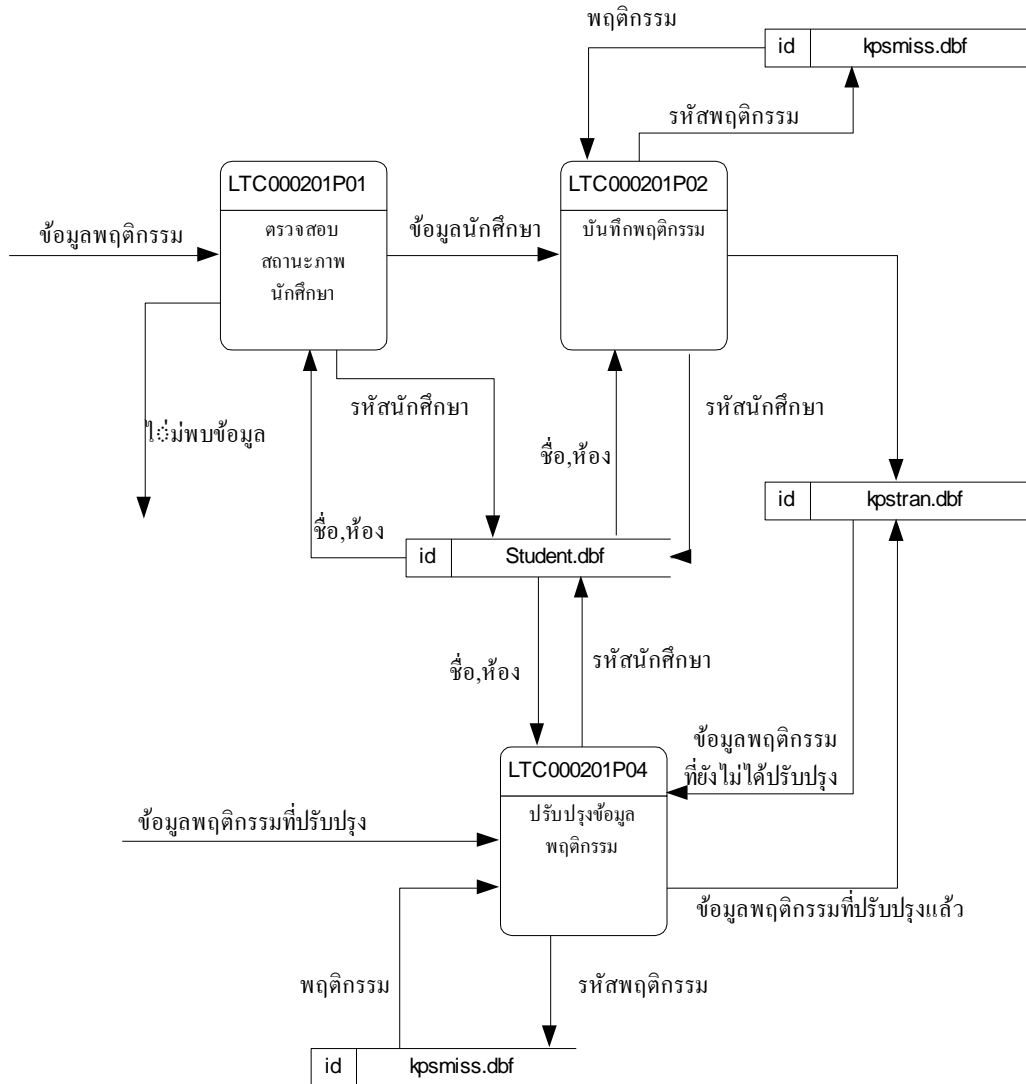 พฤติกรรม
id kpsmiss.dbf
รหัสพฤติกรรม
LTC000201P01
LTC000201P02
ข้อมูลพฤติกรรม
ตรวจสอบ
สถานะภาพ
นักศึกษา
ข้อมูลนักศึกษา
บันทึกพฤติกรรม
รหัสนักศึกษา
รหัสนักศึกษา
ไ่ม่พบข้อมูล
ชื่อ,ห้อง
id kpstran.dbf
ชื่อ,ห้อง
id Student.dbf
ชื่อ,ห้อง
รหัสนักศึกษา
ข้อมูลพฤติกรรม
ที่ยังไม่ได้ปรับปรุง
LTC000201P04
ปรับปรุงข้อมูล
พฤติกรรม
ข้อมูลพฤติกรรมที่ปรับปรุง
ข้อมูลพฤติกรรมที่ปรับปรุงแล้ว
พฤติกรรม
รหัสพฤติกรรม
id kpsmiss.dbf